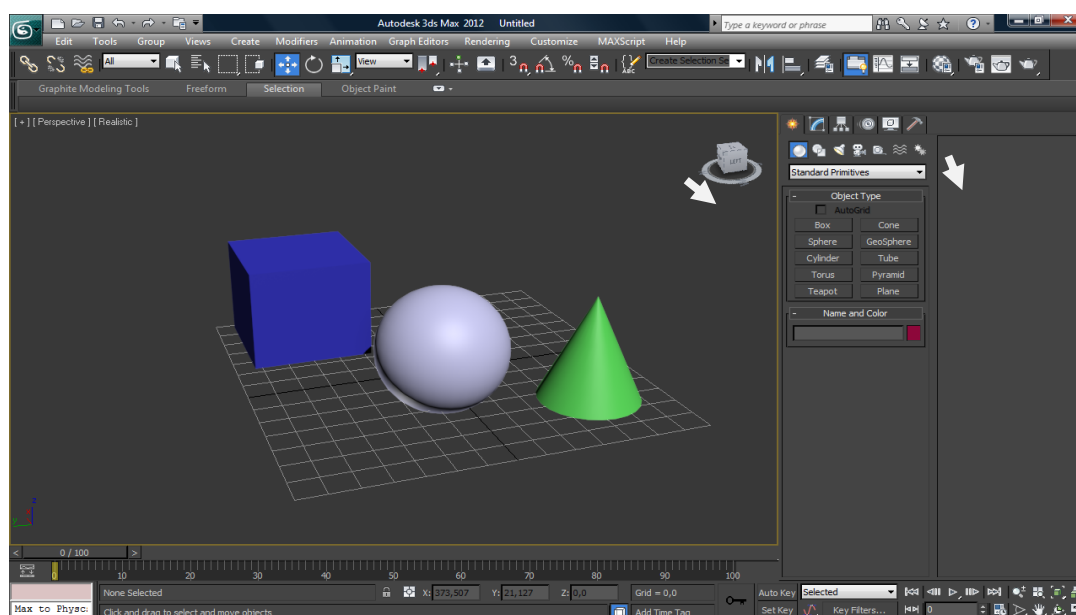 Autodesk 3ds Max 2012 Untitled
Type a keyword or phrase
Edit Tools Group Views Create Modifiers Animation Graph Editors Rendering Customize MAXScript Help
All
View
3
Create Selection Se
ABC
Graphite Modeling Tools Freeform Selection Object Paint
[ + ] [ Perspective ] [ Realistic ]
LEFT
Standard Primitives
- Object Type
AutoGrid
Box Cone
Sphere GeoSphere
Cylinder Tube
Torus Pyramid
Teapot Plane
- Name and Color
z
y
< 0 / 100 >
0 10 20 30 40 50 60 70 80 90 100
None Selected X: 373,507 Y: 21,127 Z: 0,0 Grid = 0,0 Auto Key Selected
Max to Physc. Click and drag to select and move objects Add Time Tag Set Key Key Filters... 0